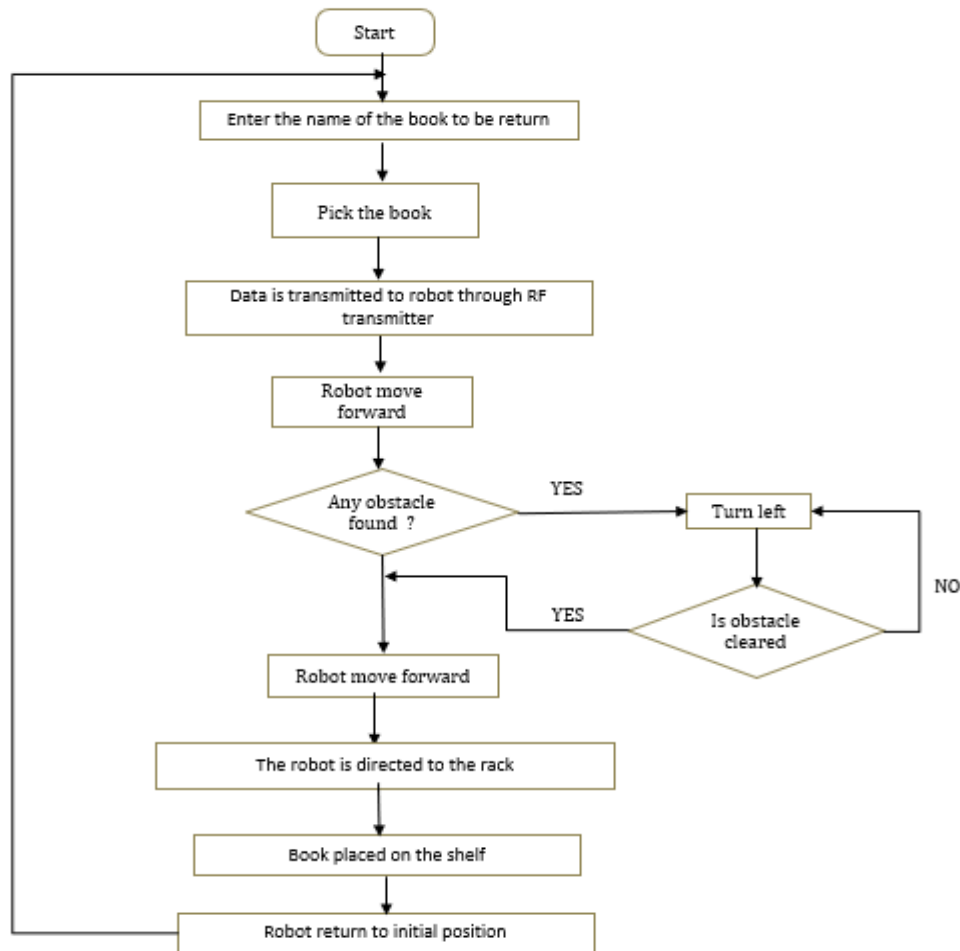 Start
Enter the name of the book to be return
Pick the book
Data is transmitted to robot through RF
transmitter
Robot move
forward
Any obstacle
found ?
YES
Turn left
Is obstacle
cleared
NO
YES
Robot move forward
The robot is directed to the rack
Book placed on the shelf
Robot return to initial position